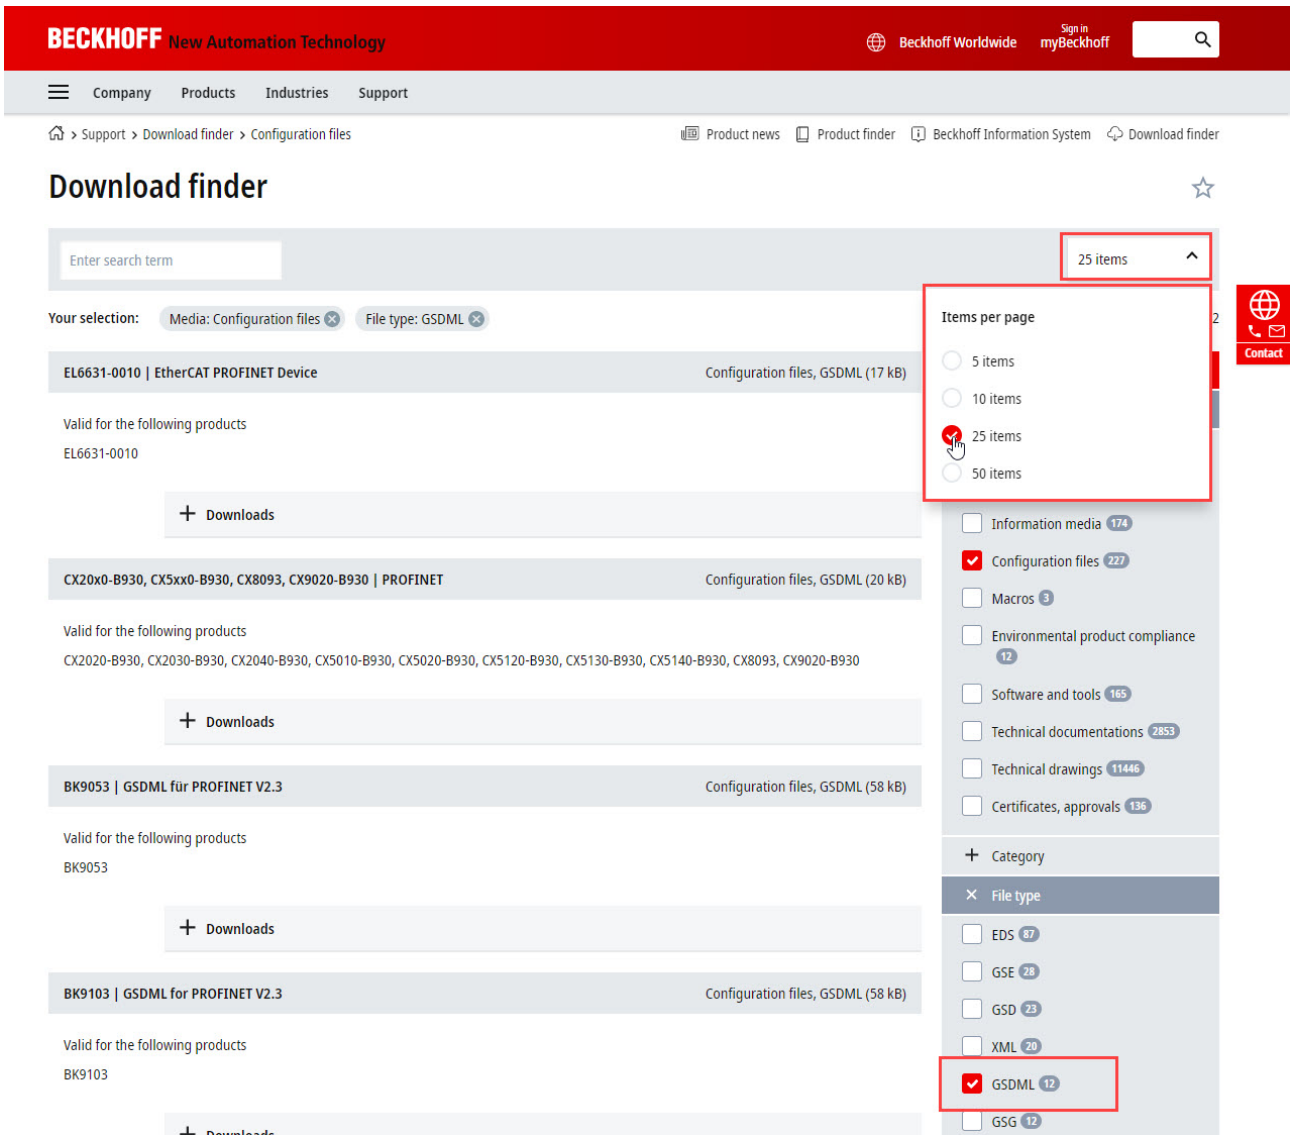 BECKHOFF New Automation Technology
Beckhoff Worldwide
Sign in
myBeckhoff
Company Products Industries Support
> Support > Download finder > Configuration files
Product news Product finder Beckhoff Information System Download finder
Download finder
Enter search term
25 items
Your selection: Media: Configuration files File type: GSDML
2
Items per page
5 items
10 items
25 items
50 items
Contact
EL6631-0010 | EtherCAT PROFINET Device Configuration files, GSDML (17 kB)
Valid for the following products
EL6631-0010
+ Downloads
CX20x0-B930, CX5xx0-B930, CX8093, CX9020-B930 | PROFINET Configuration files, GSDML (20 kB)
Valid for the following products
CX2020-B930, CX2030-B930, CX2040-B930, CX5010-B930, CX5020-B930, CX5120-B930, CX5130-B930, CX5140-B930, CX8093, CX9020-B930
+ Downloads
BK9053 | GSDML für PROFINET V2.3 Configuration files, GSDML (58 kB)
Valid for the following products
BK9053
+ Downloads
BK9103 | GSDML for PROFINET V2.3 Configuration files, GSDML (58 kB)
Valid for the following products
BK9103
+ Downloads
Information media 174
Configuration files 227
Macros 3
Environmental product compliance
12
Software and tools 165
Technical documentations 2853
Technical drawings 11446
Certificates, approvals 136
+ Category
× File type
EDS 87
GSE 28
GSD 23
XML 20
GSDML 12
GSG 12